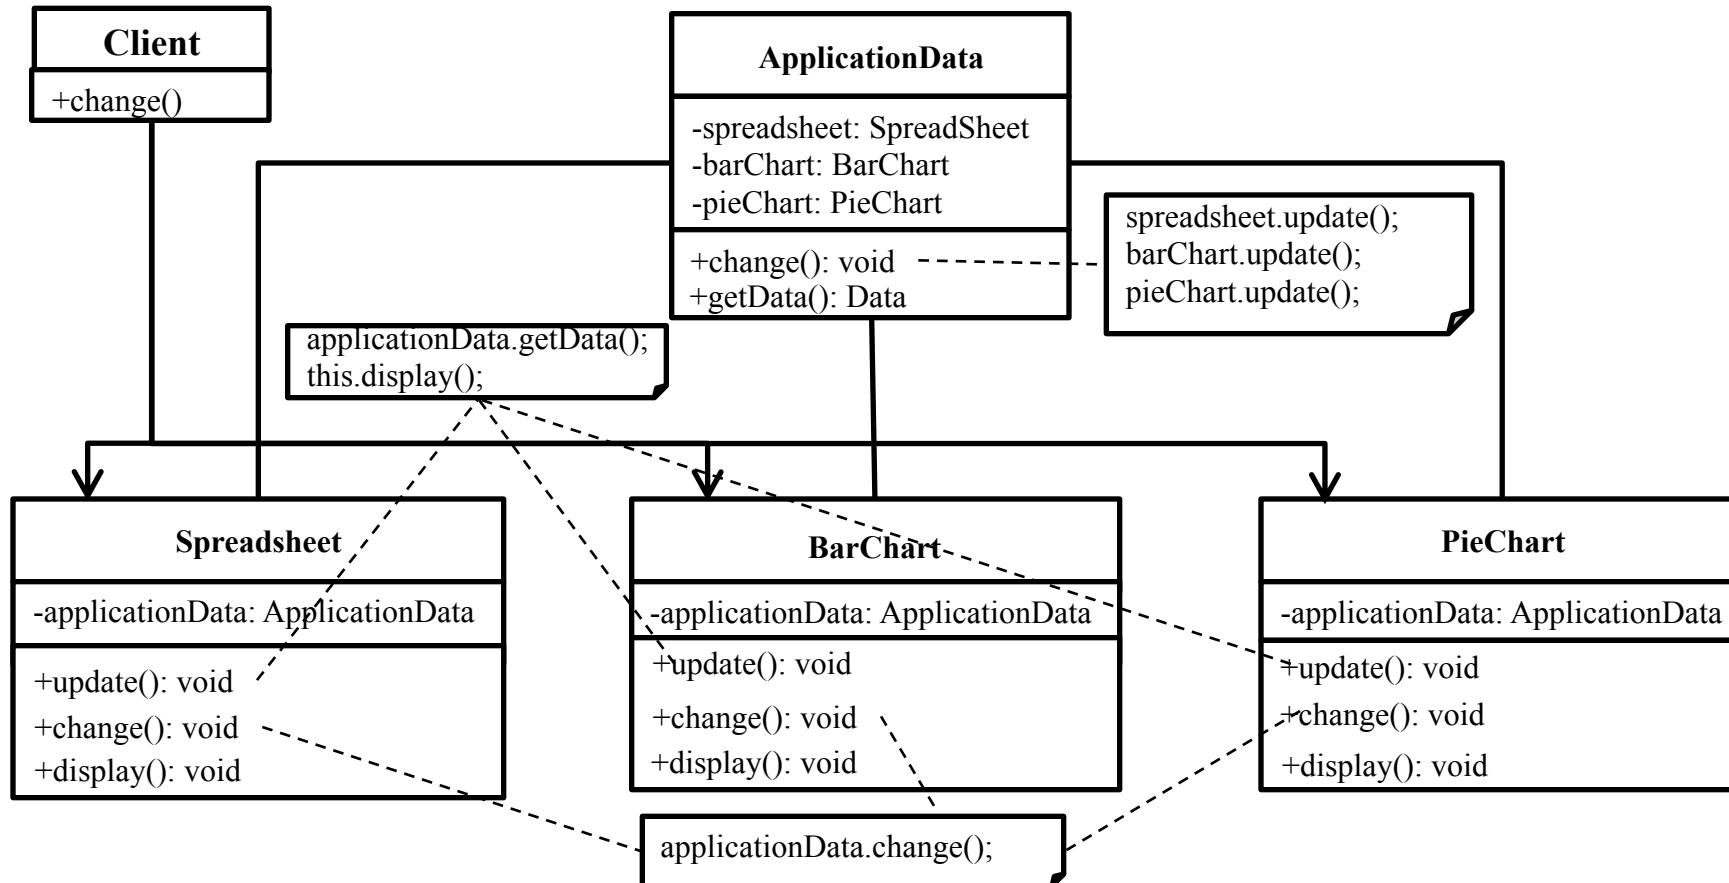 Client
+change()
ApplicationData
-spreadsheet: SpreadSheet
-barChart: BarChart
-pieChart: PieChart
+change(): void
+getData(): Data
spreadsheet.update();
barChart.update();
pieChart.update();
applicationData.getData();
this.display();
Spreadsheet
-applicationData: ApplicationData
+update(): void
+change(): void
+display(): void
BarChart
-applicationData: ApplicationData
+update(): void
+change(): void
+display(): void
PieChart
-applicationData: ApplicationData
+update(): void
+change(): void
+display(): void
applicationData.change();